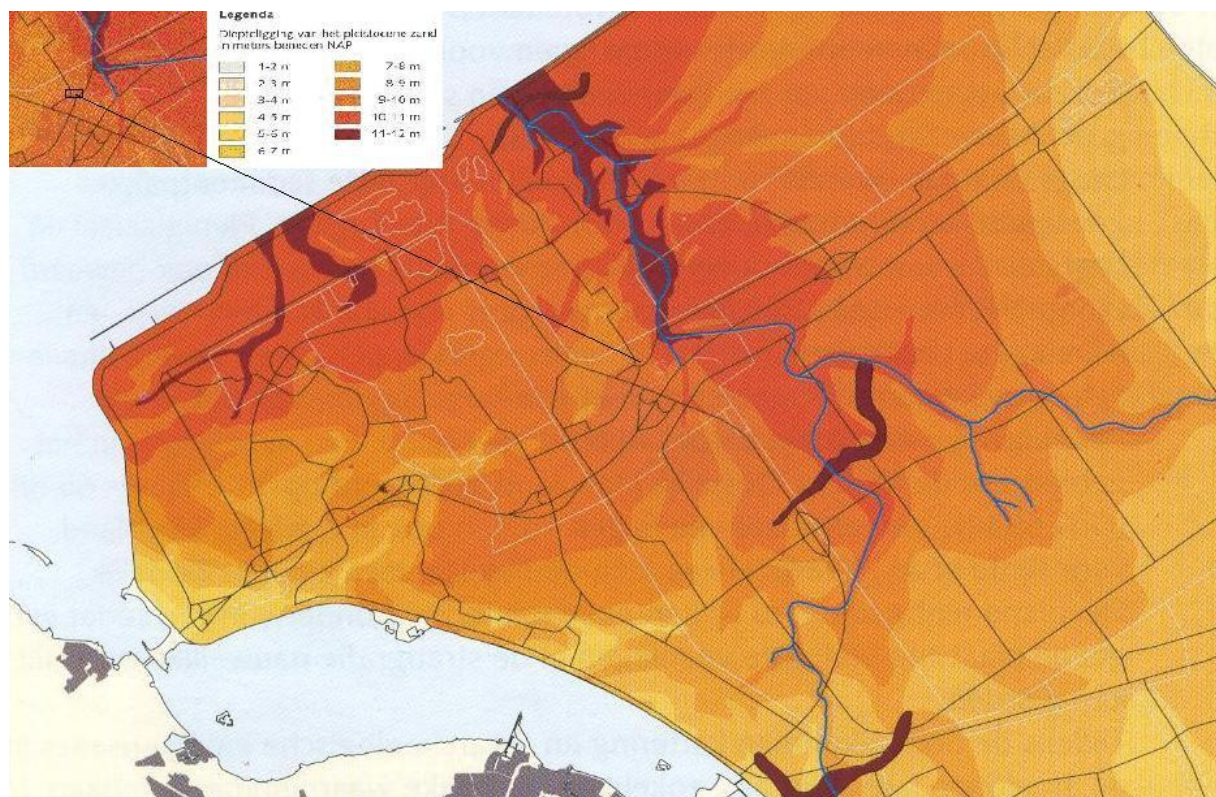 Legenda
Diepteligging van het pleistocene zand
in meters beneden NAP
1-2 m
2-3 m
3-4 m
4-5 m
5-6 m
6-7 m
7-8 m
8-9 m
9-10 m
10-11 m
11-12 m